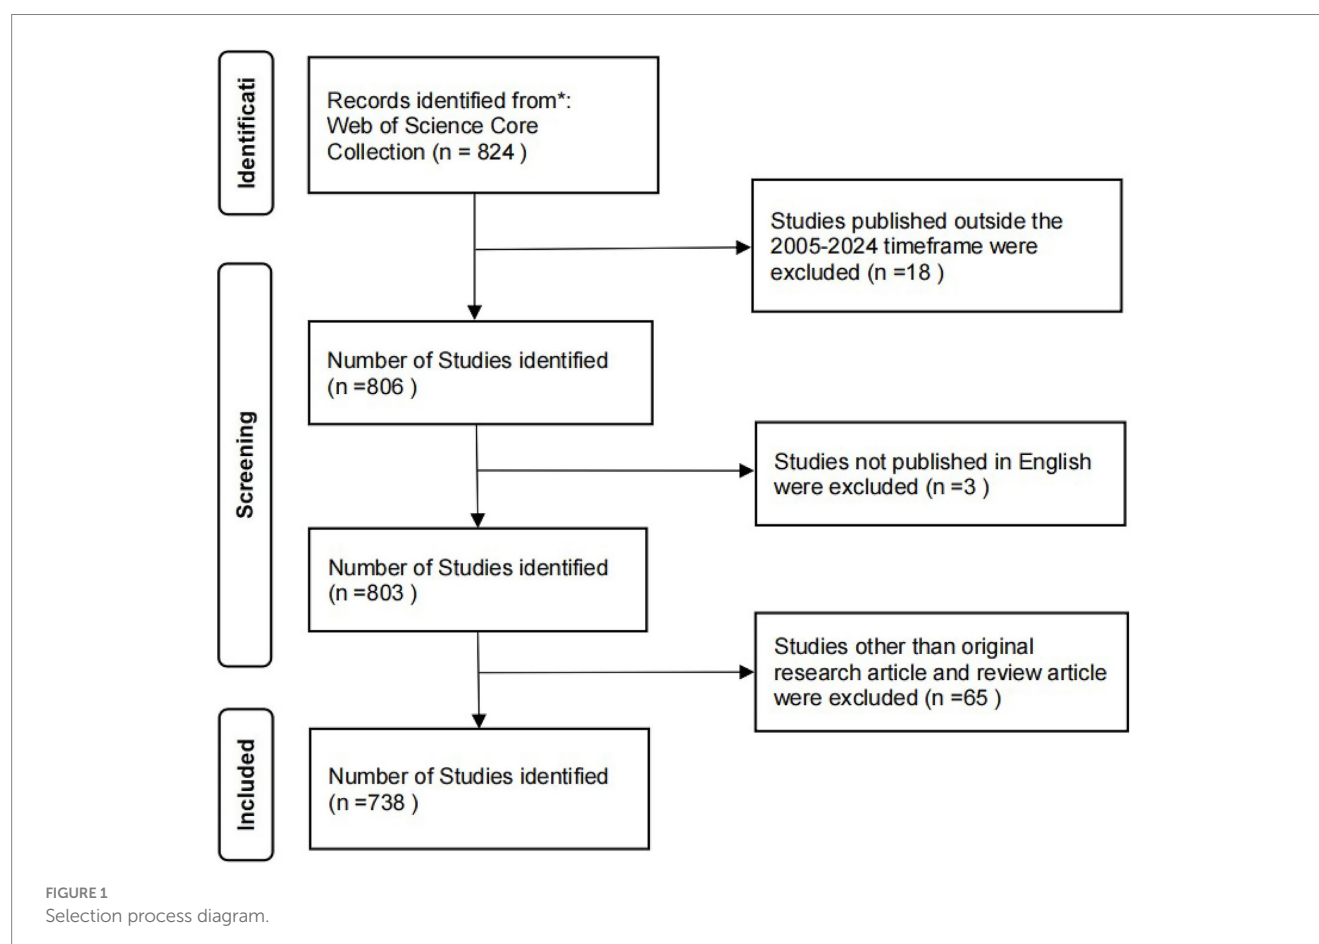 Identificati
Records identified from*:
Web of Science Core
Collection (n = 824 )
Studies published outside the
2005-2024 timeframe were
excluded (n =18 )
Screening
Number of Studies identified
(n =806 )
Studies not published in English
were excluded (n =3 )
Number of Studies identified
(n =803 )
Studies other than original
research article and review article
were excluded (n =65 )
Included
Number of Studies identified
(n =738 )
FIGURE 1
Selection process diagram.